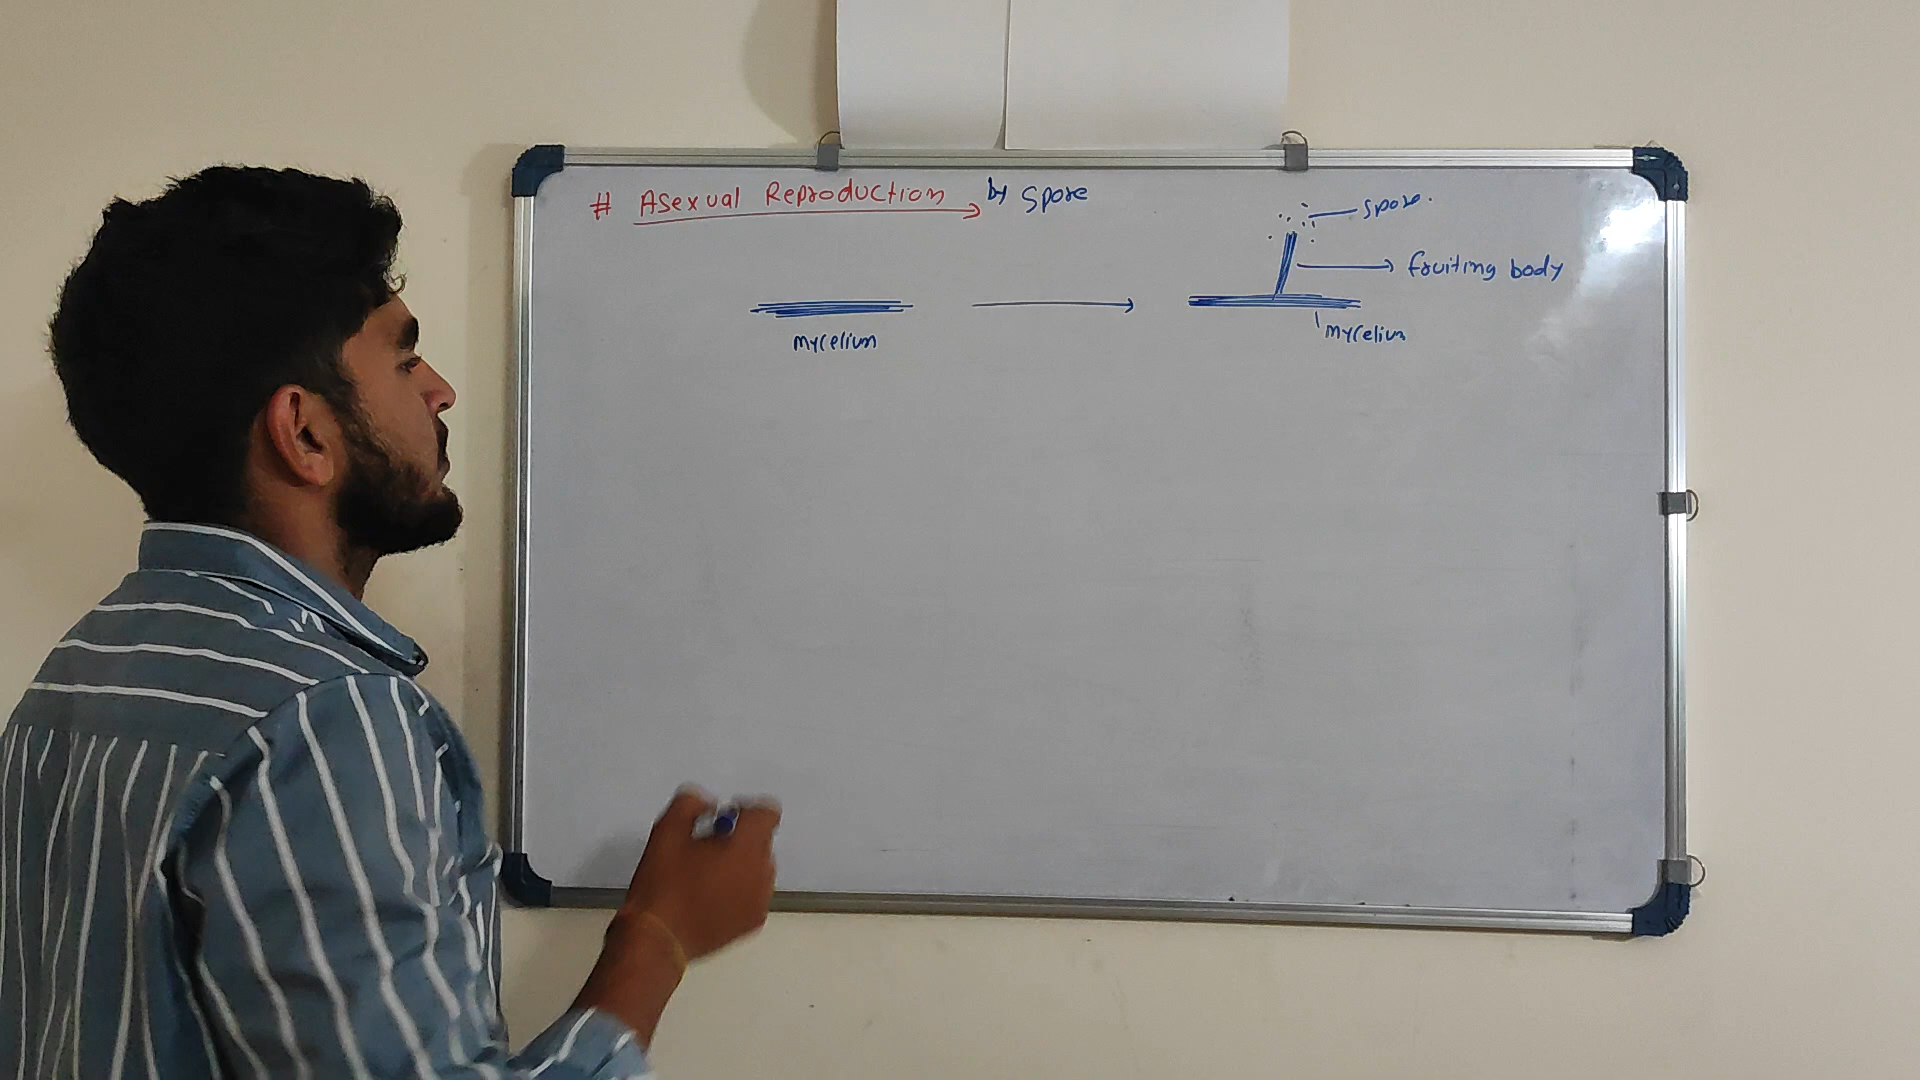 # Asexual Reproduction by spore
spore.
fruiting body
mycelium
mycelium